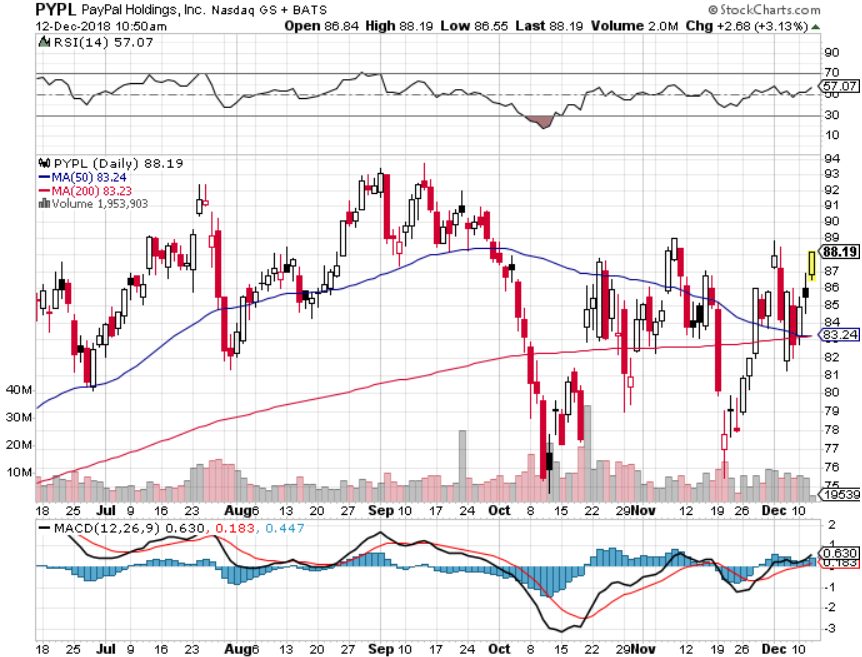 PYPL PayPal Holdings, Inc. Nasdaq GS + BATS © StockCharts.com
12-Dec-2018 10:50am Open 86.84 High 88.19 Low 86.55 Last 88.19 Volume 2.0M Chg +2.68 (+3.13%)
RSI(14) 57.07
90
70
57.07
50
30
10
PYPL (Daily) 88.19
MA(50) 83.24
MA(200) 83.23
Volume 1,953,903
94
93
92
91
90
89
88.19
87
86
85
84
83.24
82
81
80
79
78
77
76
75
40M
30M
20M
10M
19539
18 25 Jul 9 16 23 Aug 6 13 20 27 Sep 10 17 24 Oct 8 15 22 29 Nov 12 19 26 Dec 10
MACD(12,26,9) 0.630, 0.183, 0.447
2
1
0.630
0.183
-1
-2
-3
18 25 Jul 9 16 23 Aug 6 13 20 27 Sep 10 17 24 Oct 8 15 22 29 Nov 12 19 26 Dec 10